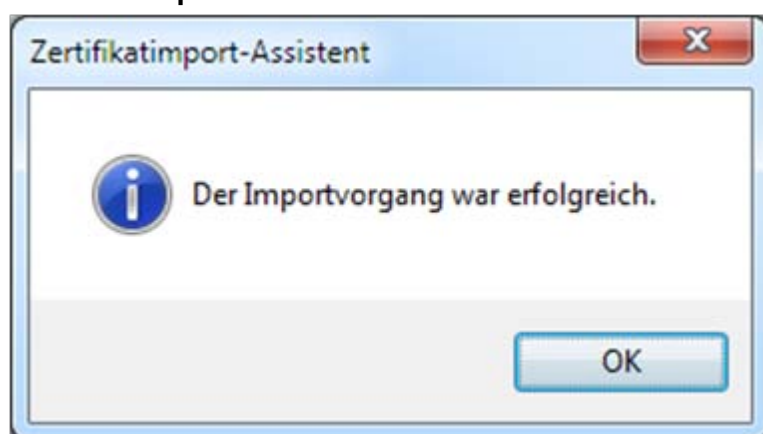 Zertifikatimport-Assistent
Der Importvorgang war erfolgreich.
OK